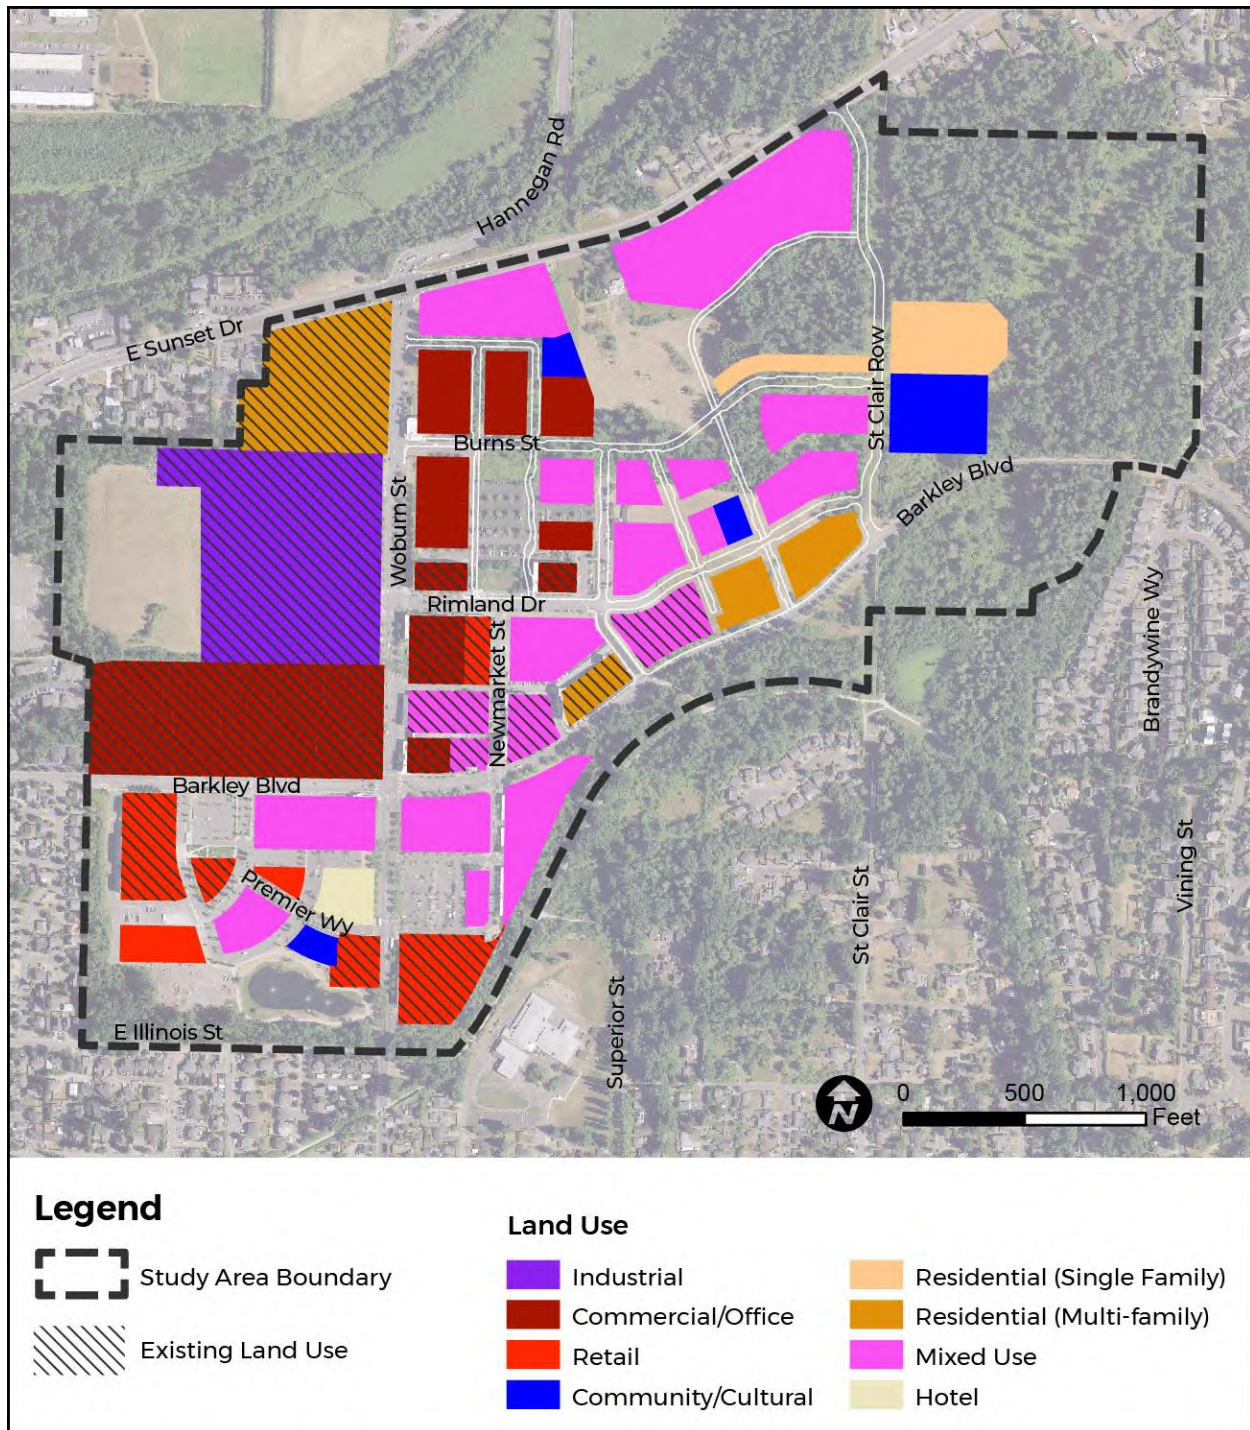 Hannegan Rd
E Sunset Dr
St Clair Row
Burns St
Barkley Blvd
Woburn St
Rimland Dr
Newmarket St
Brandywine Wy
Barkley Blvd
Vining St
Premier Wy
St Clair St
Superior St
E Illinois St
N
0 500 1,000
Feet
Legend
Study Area Boundary
Existing Land Use
Land Use
Industrial
Commercial/Office
Retail
Community/Cultural
Residential (Single Family)
Residential (Multi-family)
Mixed Use
Hotel